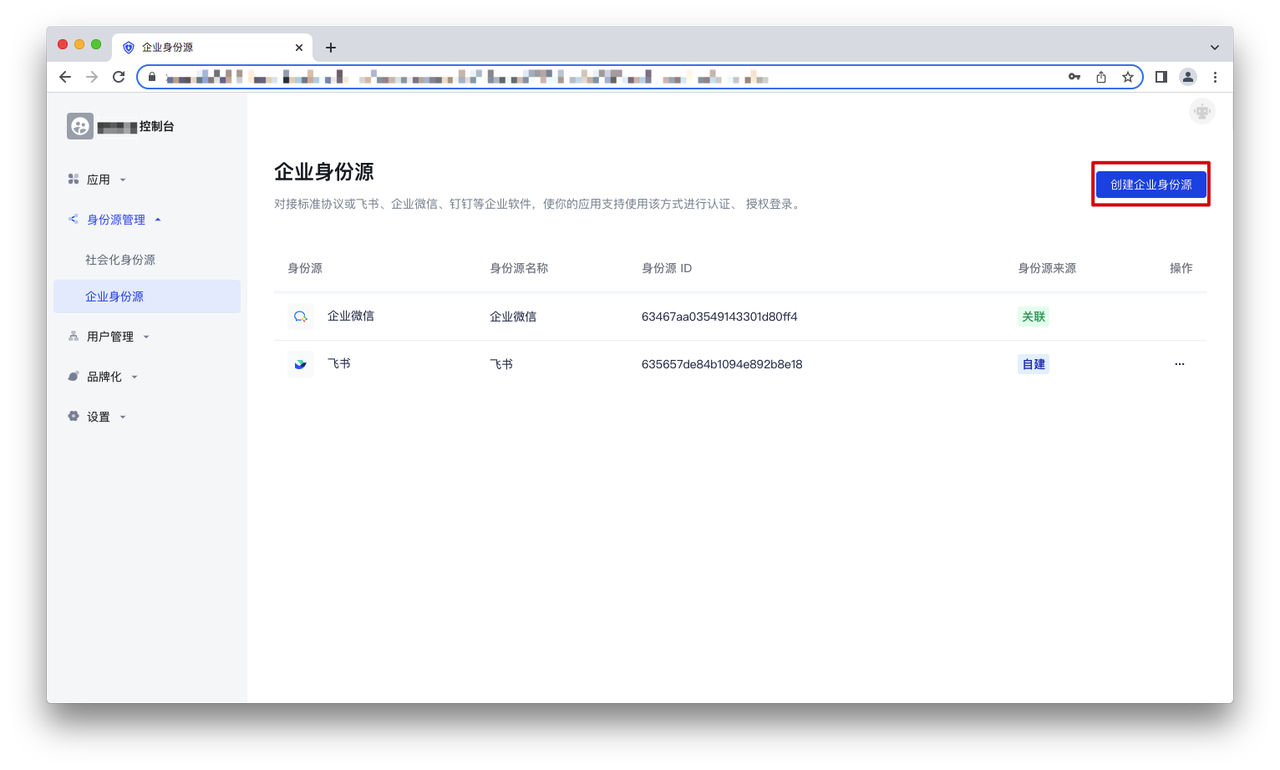 企业身份源
控制台
应用
身份源管理
社会化身份源
企业身份源
用户管理
品牌化
设置
企业身份源
创建企业身份源
对接标准协议或飞书、企业微信、钉钉等企业软件，使你的应用支持使用该方式进行认证、 授权登录。
身份源 身份源名称 身份源 ID 身份源来源 操作
企业微信 企业微信 63467aa03549143301d80ff4 关联
飞书 飞书 635657de84b1094e892b8e18 自建 ...